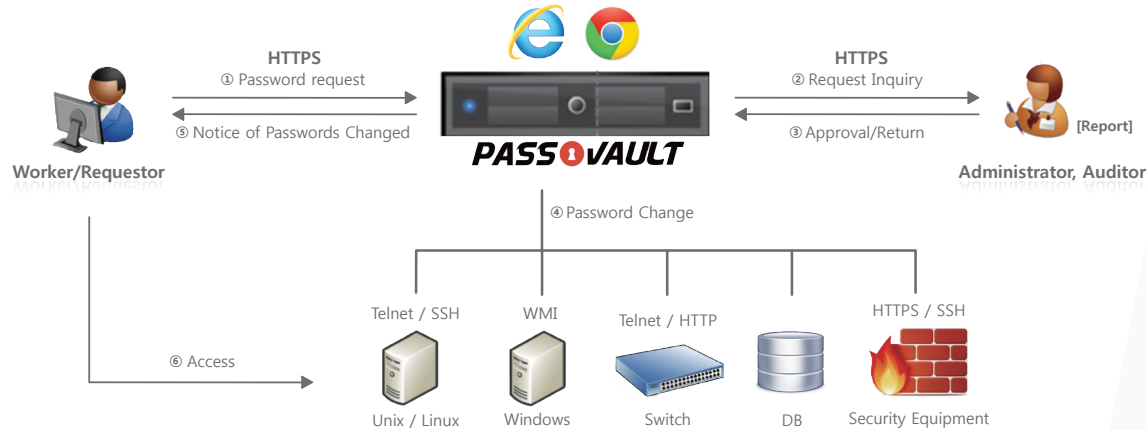 HTTPS
① Password request
⑤ Notice of Passwords Changed
Worker/Requestor
PASS VAULT
HTTPS
② Request Inquiry
③ Approval/Return
[Report]
Administrator, Auditor
④ Password Change
Telnet / SSH
WMI
Telnet / HTTP
HTTPS / SSH
⑥ Access
Unix / Linux
Windows
Switch
DB
Security Equipment